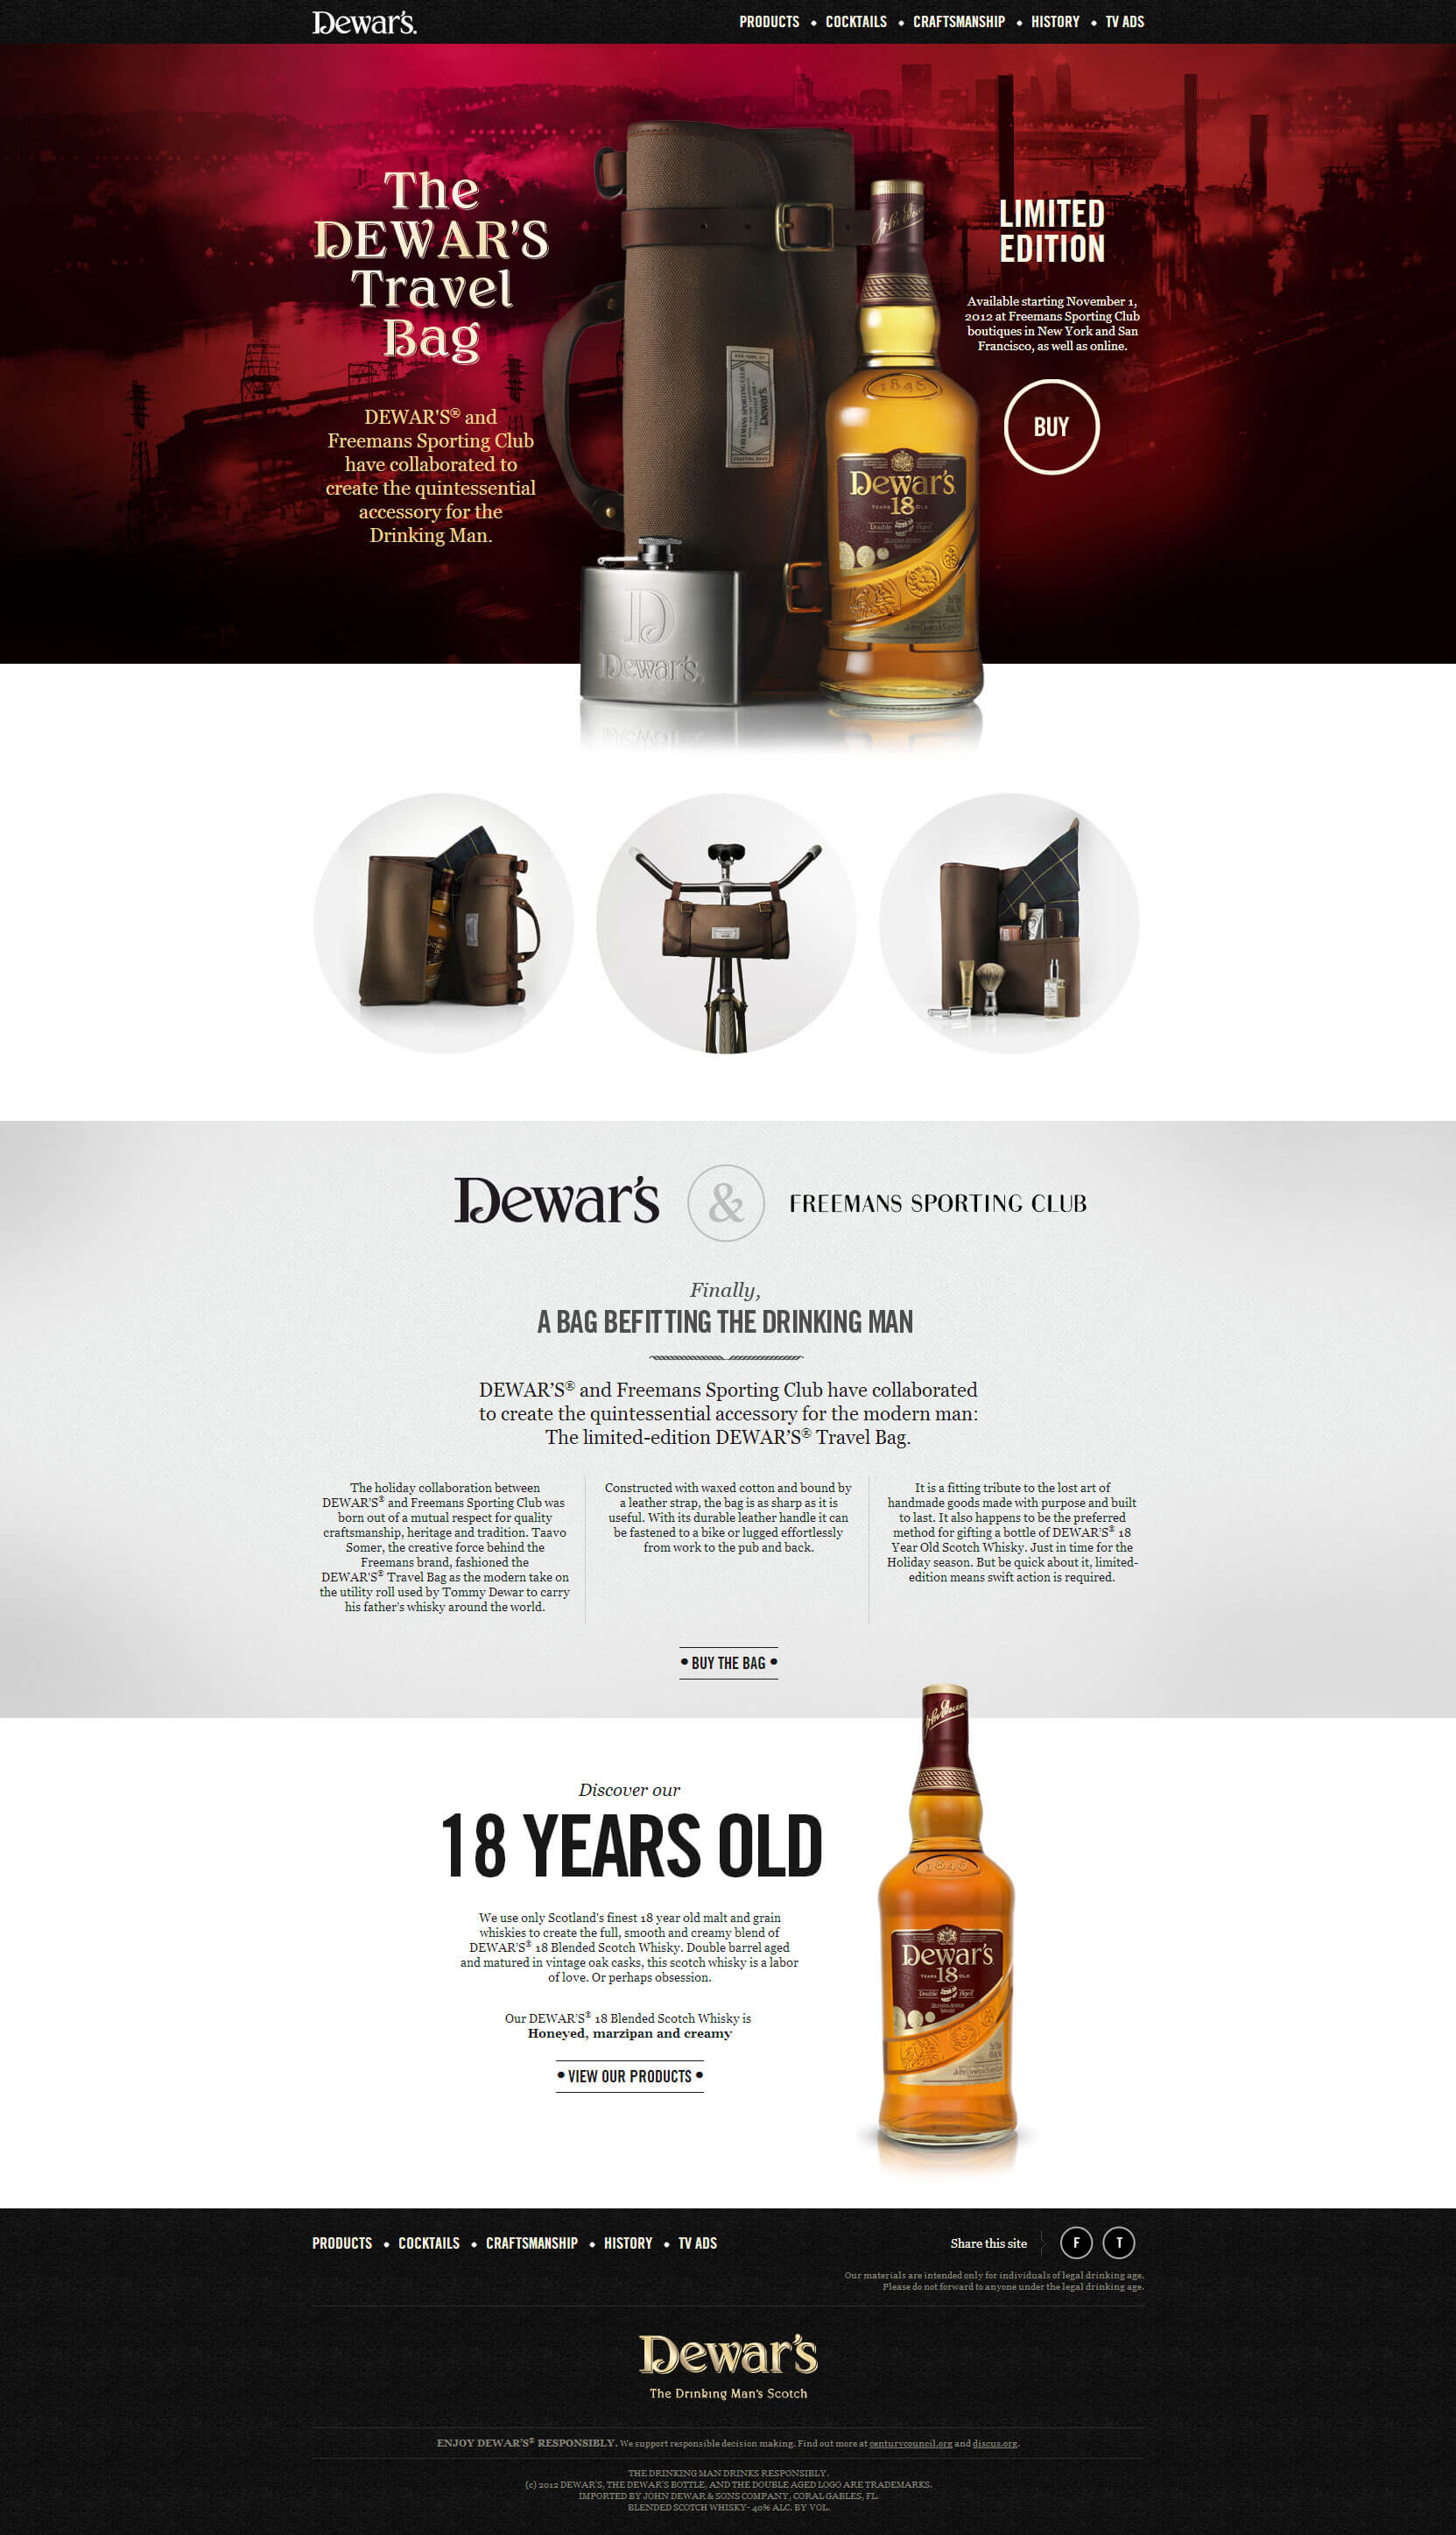 Dewar's.
PRODUCTS • COCKTAILS • CRAFTSMANSHIP • HISTORY • TV ADS
The
DEWAR'S
Travel
Bag
DEWAR'S® and
Freemans Sporting Club
have collaborated to
create the quintessential
accessory for the
Drinking Man.
LIMITED
EDITION
Available starting November 1,
2012 at Freemans Sporting Club
boutiques in New York and San
Francisco, as well as online.
BUY
1846
Dewar's
YEARS 18 OLD
Double Aged
D
Dewar's.
Dewar's & FREEMANS SPORTING CLUB
Finally,
A BAG BEFITTING THE DRINKING MAN
DEWAR'S® and Freemans Sporting Club have collaborated
to create the quintessential accessory for the modern man:
The limited-edition DEWAR'S® Travel Bag.
The holiday collaboration between
DEWAR'S® and Freemans Sporting Club was
born out of a mutual respect for quality
craftsmanship, heritage and tradition. Taavo
Somer, the creative force behind the
Freemans brand, fashioned the
DEWAR'S® Travel Bag as the modern take on
the utility roll used by Tommy Dewar to carry
his father's whisky around the world.
Constructed with waxed cotton and bound by
a leather strap, the bag is as sharp as it is
useful. With its durable leather handle it can
be fastened to a bike or lugged effortlessly
from work to the pub and back.
It is a fitting tribute to the lost art of
handmade goods made with purpose and built
to last. It also happens to be the preferred
method for gifting a bottle of DEWAR'S® 18
Year Old Scotch Whisky. Just in time for the
Holiday season. But be quick about it, limited-
edition means swift action is required.
• BUY THE BAG •
Discover our
18 YEARS OLD
We use only Scotland's finest 18 year old malt and grain
whiskies to create the full, smooth and creamy blend of
DEWAR'S® 18 Blended Scotch Whisky. Double barrel aged
and matured in vintage oak casks, this scotch whisky is a labor
of love. Or perhaps obsession.
Our DEWAR'S® 18 Blended Scotch Whisky is
Honeyed, marzipan and creamy
• VIEW OUR PRODUCTS •
1846
Dewar's
YEARS 18 OLD
Double Aged
PRODUCTS • COCKTAILS • CRAFTSMANSHIP • HISTORY • TV ADS
Share this site
F
T
Our materials are intended only for individuals of legal drinking age.
Please do not forward to anyone under the legal drinking age.
Dewar's
The Drinking Man's Scotch
ENJOY DEWAR'S® RESPONSIBLY. We support responsible decision making. Find out more at centurycouncil.org and discus.org.
THE DRINKING MAN DRINKS RESPONSIBLY.
(c) 2012 DEWAR'S, THE DEWAR'S BOTTLE, AND THE DOUBLE AGED LOGO ARE TRADEMARKS.
IMPORTED BY JOHN DEWAR & SONS COMPANY, CORAL GABLES, FL.
BLENDED SCOTCH WHISKY- 40% ALC. BY VOL.